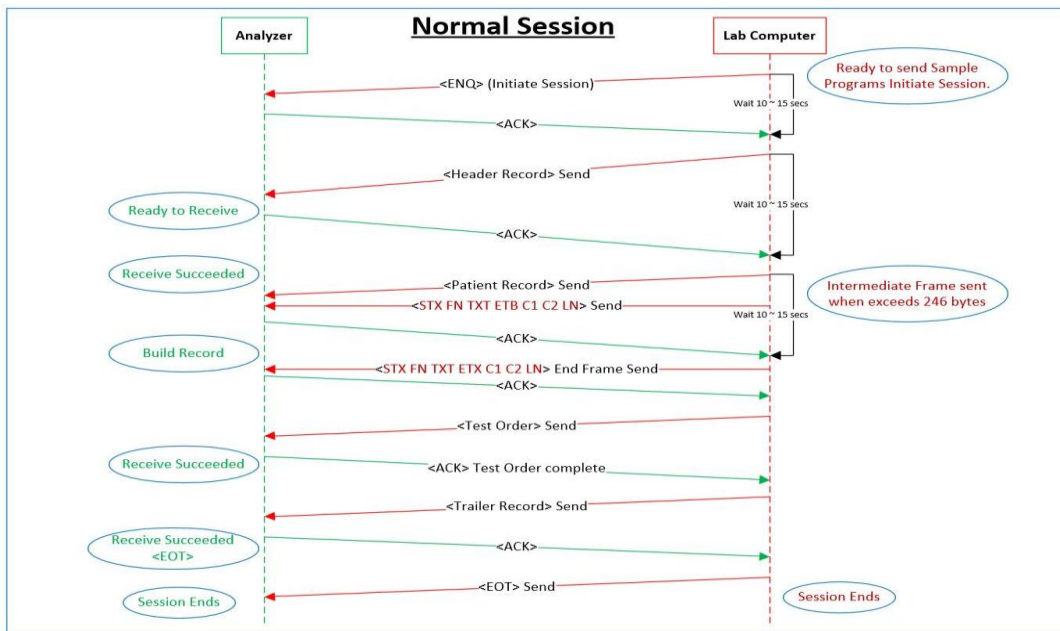 Normal Session
Analyzer
Lab Computer
<ENQ> (Initiate Session)
Ready to send Sample
Programs Initiate Session.
Wait 10 ~ 15 secs
<ACK>
<Header Record> Send
Wait 10 ~ 15 secs
Ready to Receive
<ACK>
Receive Succeeded
<Patient Record> Send
Intermediate Frame sent
when exceeds 246 bytes
<STX FN TXT ETB C1 C2 LN> Send
Wait 10 ~ 15 secs
<ACK>
Build Record
<STX FN TXT ETX C1 C2 LN> End Frame Send
<ACK>
<Test Order> Send
Receive Succeeded
<ACK> Test Order complete
<Trailer Record> Send
Receive Succeeded
<EOT>
<ACK>
<EOT> Send
Session Ends
Session Ends